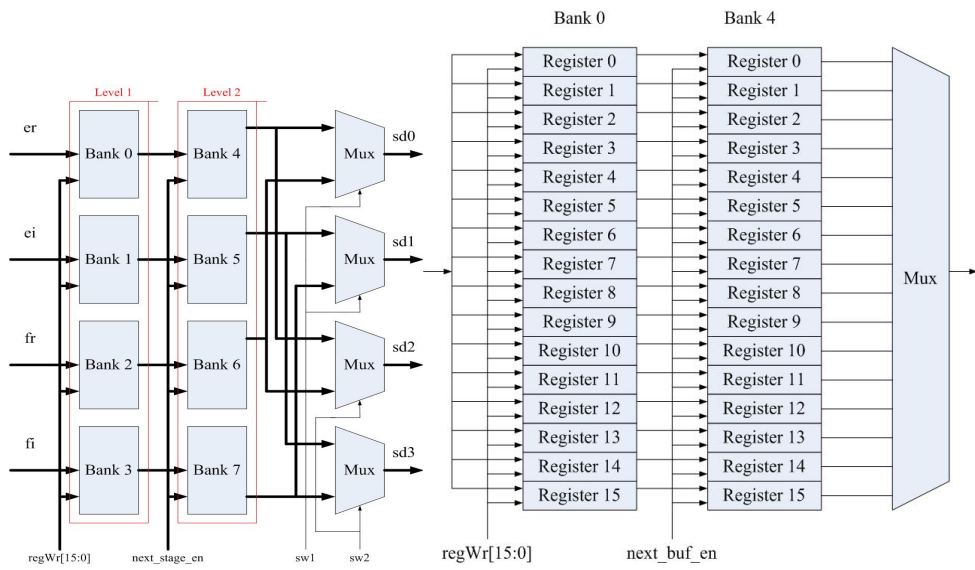 Level 1
Level 2
er
Bank 0
Bank 4
Mux
sd0
ei
Bank 1
Bank 5
Mux
sd1
fr
Bank 2
Bank 6
Mux
sd2
fi
Bank 3
Bank 7
Mux
sd3
regWr[15:0]
next_stage_en
sw1
sw2
Bank 0
Bank 4
Register 0
Register 0
Register 1
Register 1
Register 2
Register 2
Register 3
Register 3
Register 4
Register 4
Register 5
Register 5
Register 6
Register 6
Register 7
Register 7
Register 8
Register 8
Register 9
Register 9
Register 10
Register 10
Register 11
Register 11
Register 12
Register 12
Register 13
Register 13
Register 14
Register 14
Register 15
Register 15
Mux
regWr[15:0]
next_buf_en